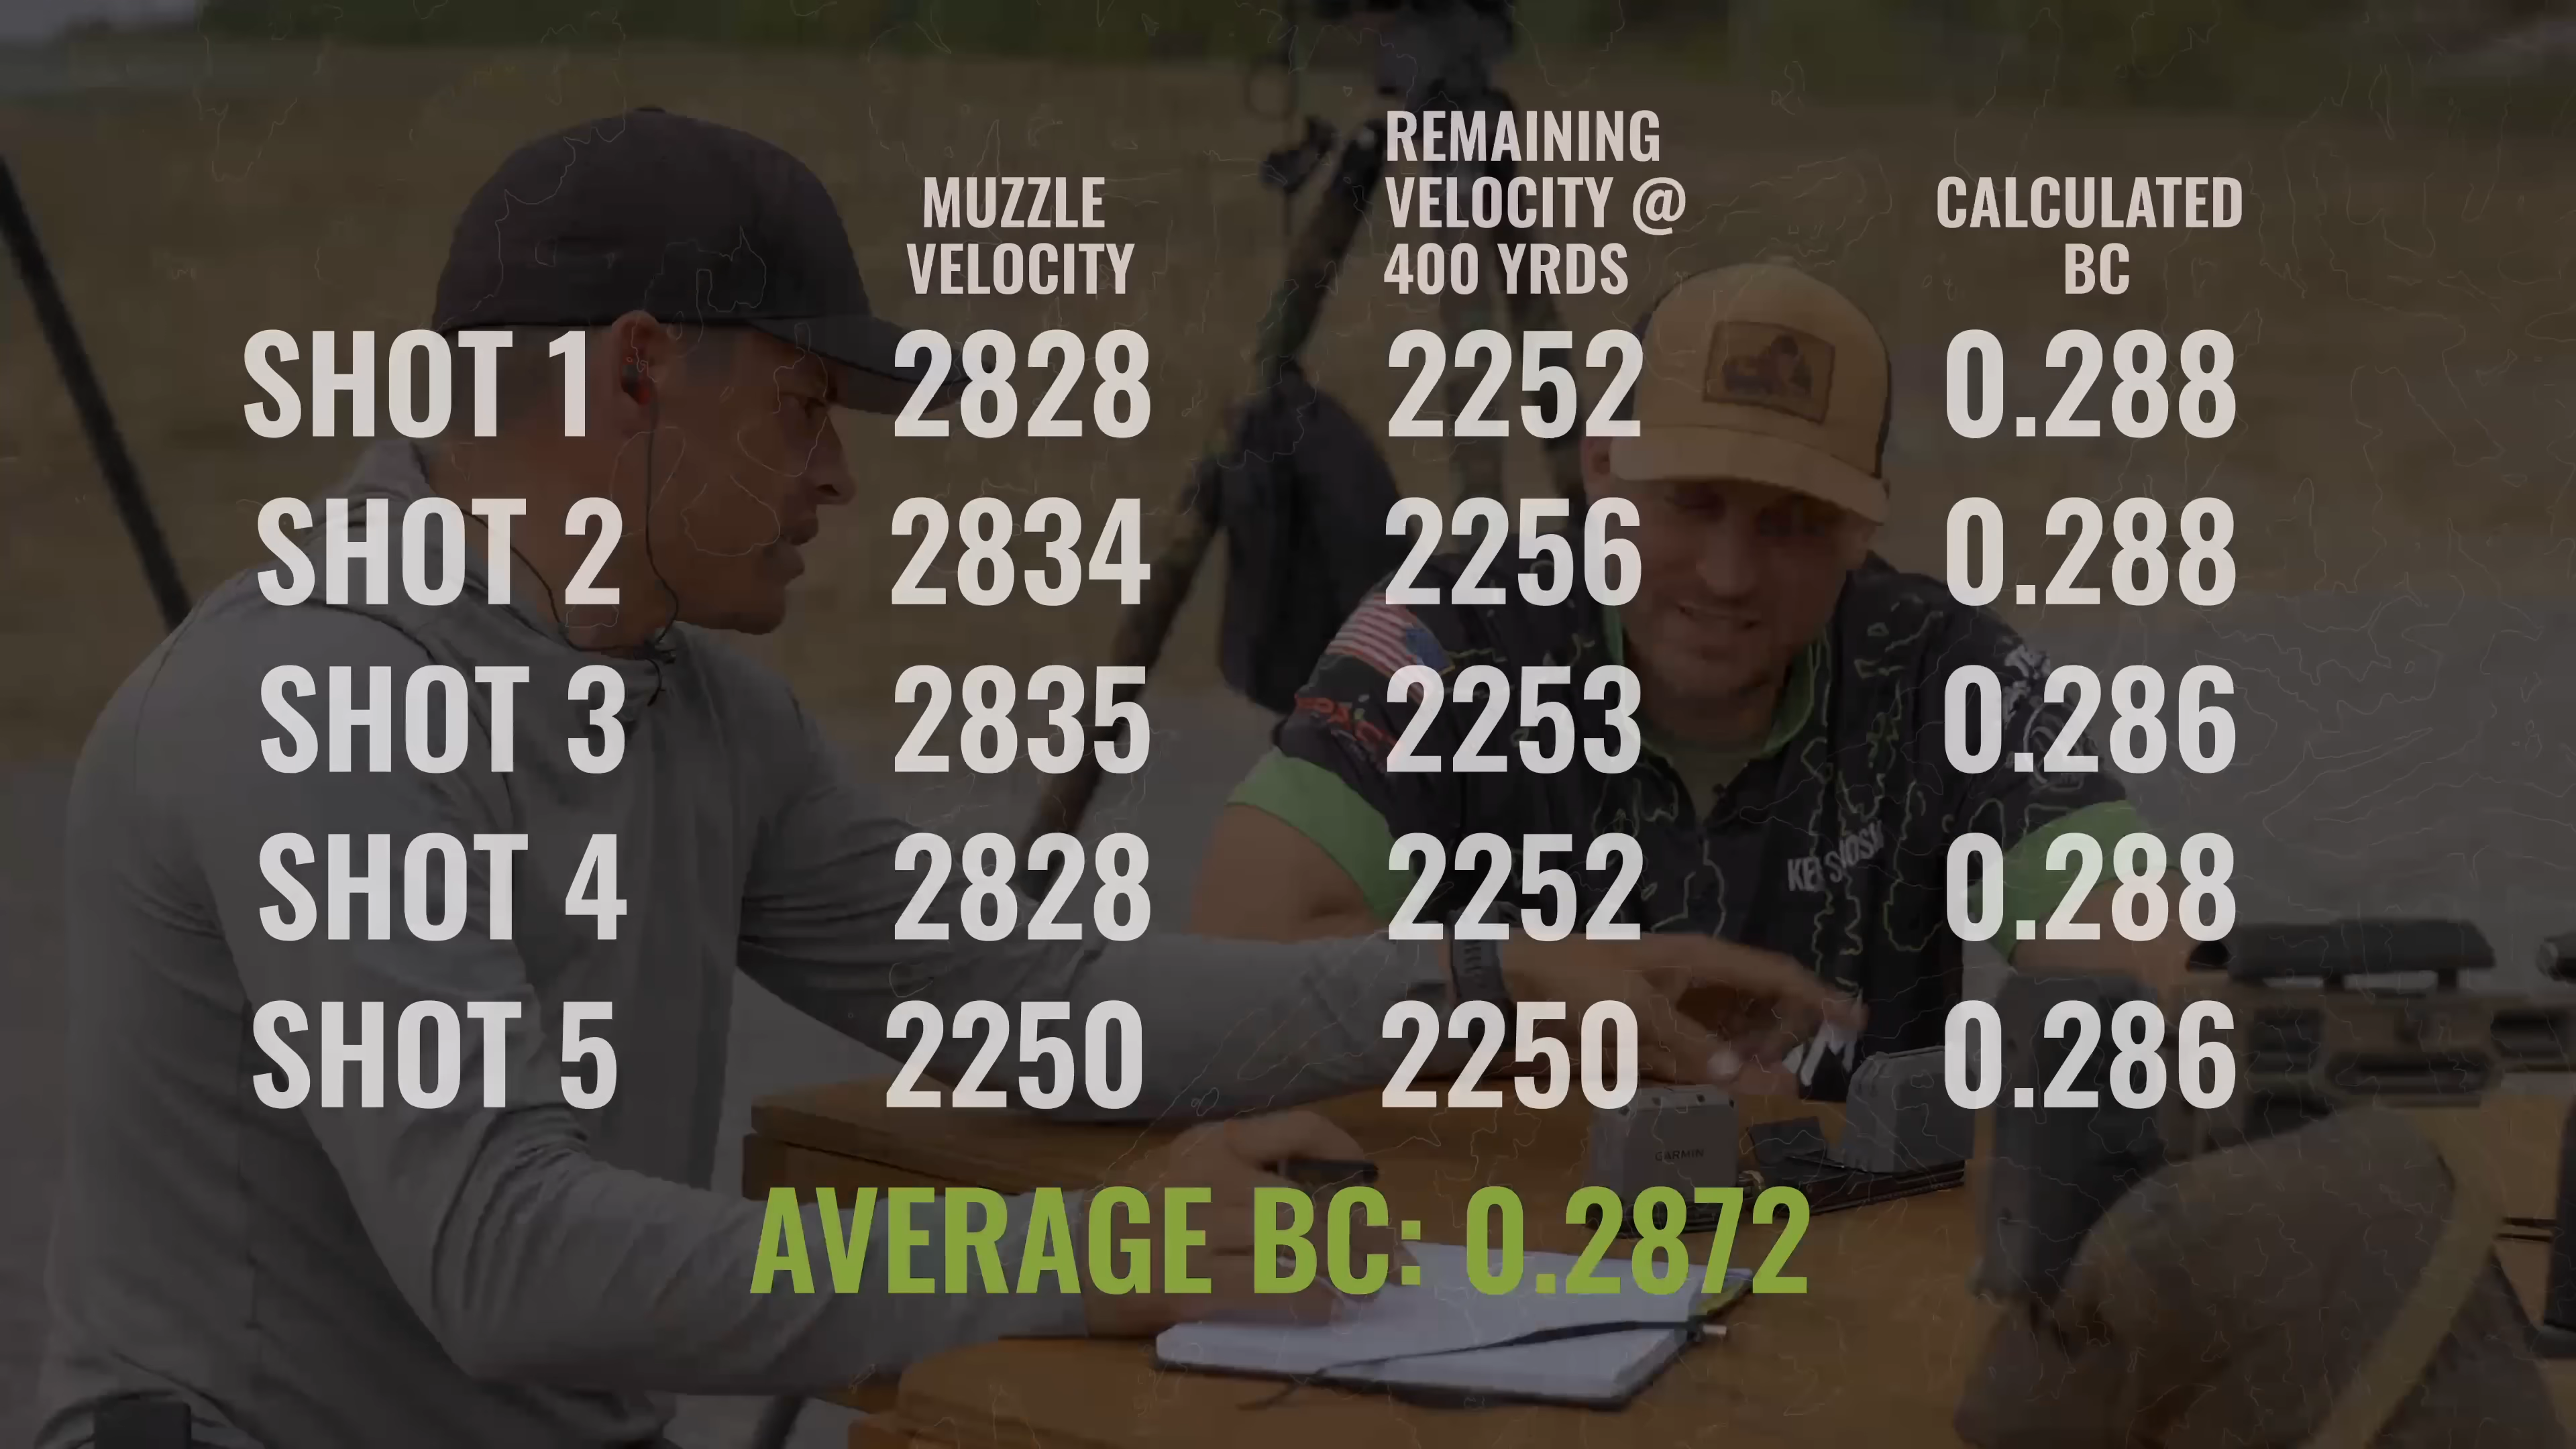 MUZZLE
VELOCITY
REMAINING
VELOCITY @
400 YRDS
CALCULATED
BC
SHOT 1 2828 2252 0.288
SHOT 2 2834 2256 0.288
SHOT 3 2835 2253 0.286
SHOT 4 2828 2252 0.288
SHOT 5 2250 2250 0.286
AVERAGE BC: 0.2872
GARMIN